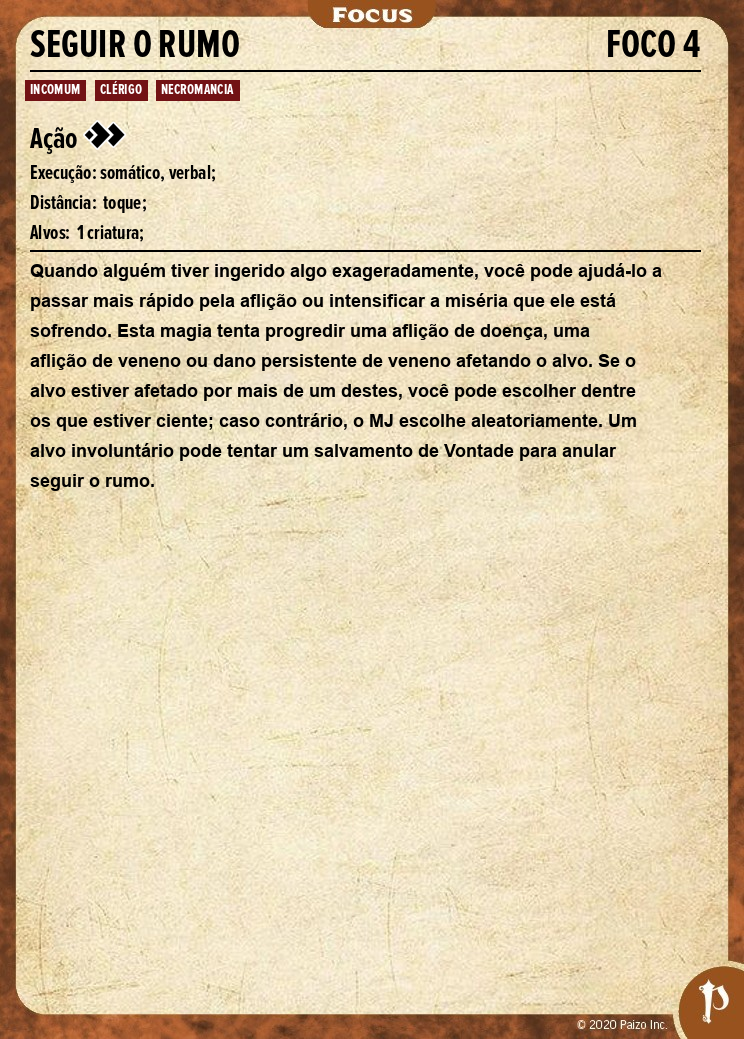 Focus
SEGUIR O RUMO FOCO 4
INCOMUM CLÉRIGO NECROMANCIA
Ação
Execução: somático, verbal;
Distância: toque;
Alvos: 1 criatura;
Quando alguém tiver ingerido algo exageradamente, você pode ajudá-lo a
passar mais rápido pela aflição ou intensificar a miséria que ele está
sofrendo. Esta magia tenta progredir uma aflição de doença, uma
aflição de veneno ou dano persistente de veneno afetando o alvo. Se o
alvo estiver afetado por mais de um destes, você pode escolher dentre
os que estiver ciente; caso contrário, o MJ escolhe aleatoriamente. Um
alvo involuntário pode tentar um salvamento de Vontade para anular
seguir o rumo.
© 2020 Paizo Inc.
P